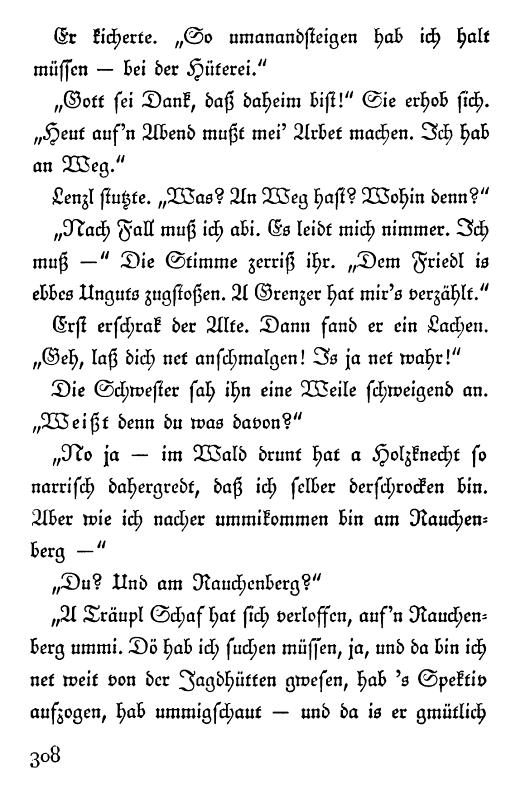 Er kicherte. „So umanandsteigen hab ich halt
müssen — bei der Hüterei.“
„Gott sei Dank, daß daheim bist!“ Sie erhob sich.
„Heut auf'n Abend mußt mei' Arbet machen. Ich hab
an Weg.“
Lenzl stutzte. „Was? An Weg hast? Wohin denn?“
„Nach Fall muß ich abi. Es leidt mich nimmer. Ich
muß —“ Die Stimme zerriß ihr. „Dem Friedl is
ebbes Unguts zugstoßen. A Grenzer hat mir's verzählt.“
Erst erschrak der Alte. Dann fand er ein Lachen.
„Geh, laß dich net anschmalgen! Is ja net wahr!“
Die Schwester sah ihn eine Weile schweigend an.
„Weißt denn du was davon?“
„No ja — im Wald drunt hat a Holzknecht so
narrisch dahergredt, daß ich selber derschrocken bin.
Aber wie ich nacher ummikommen bin am Rauchen-
berg —“
„Du? Und am Rauchenberg?“
„A Träupl Schaf hat sich verloffen, auf'n Rauchen-
berg ummi. Dö hab ich suchen müssen, ja, und da bin ich
net weit von der Jagdhütten gwesen, hab 's Spektiv
aufzogen, hab ummigschaut — und da is er gmütlich
308